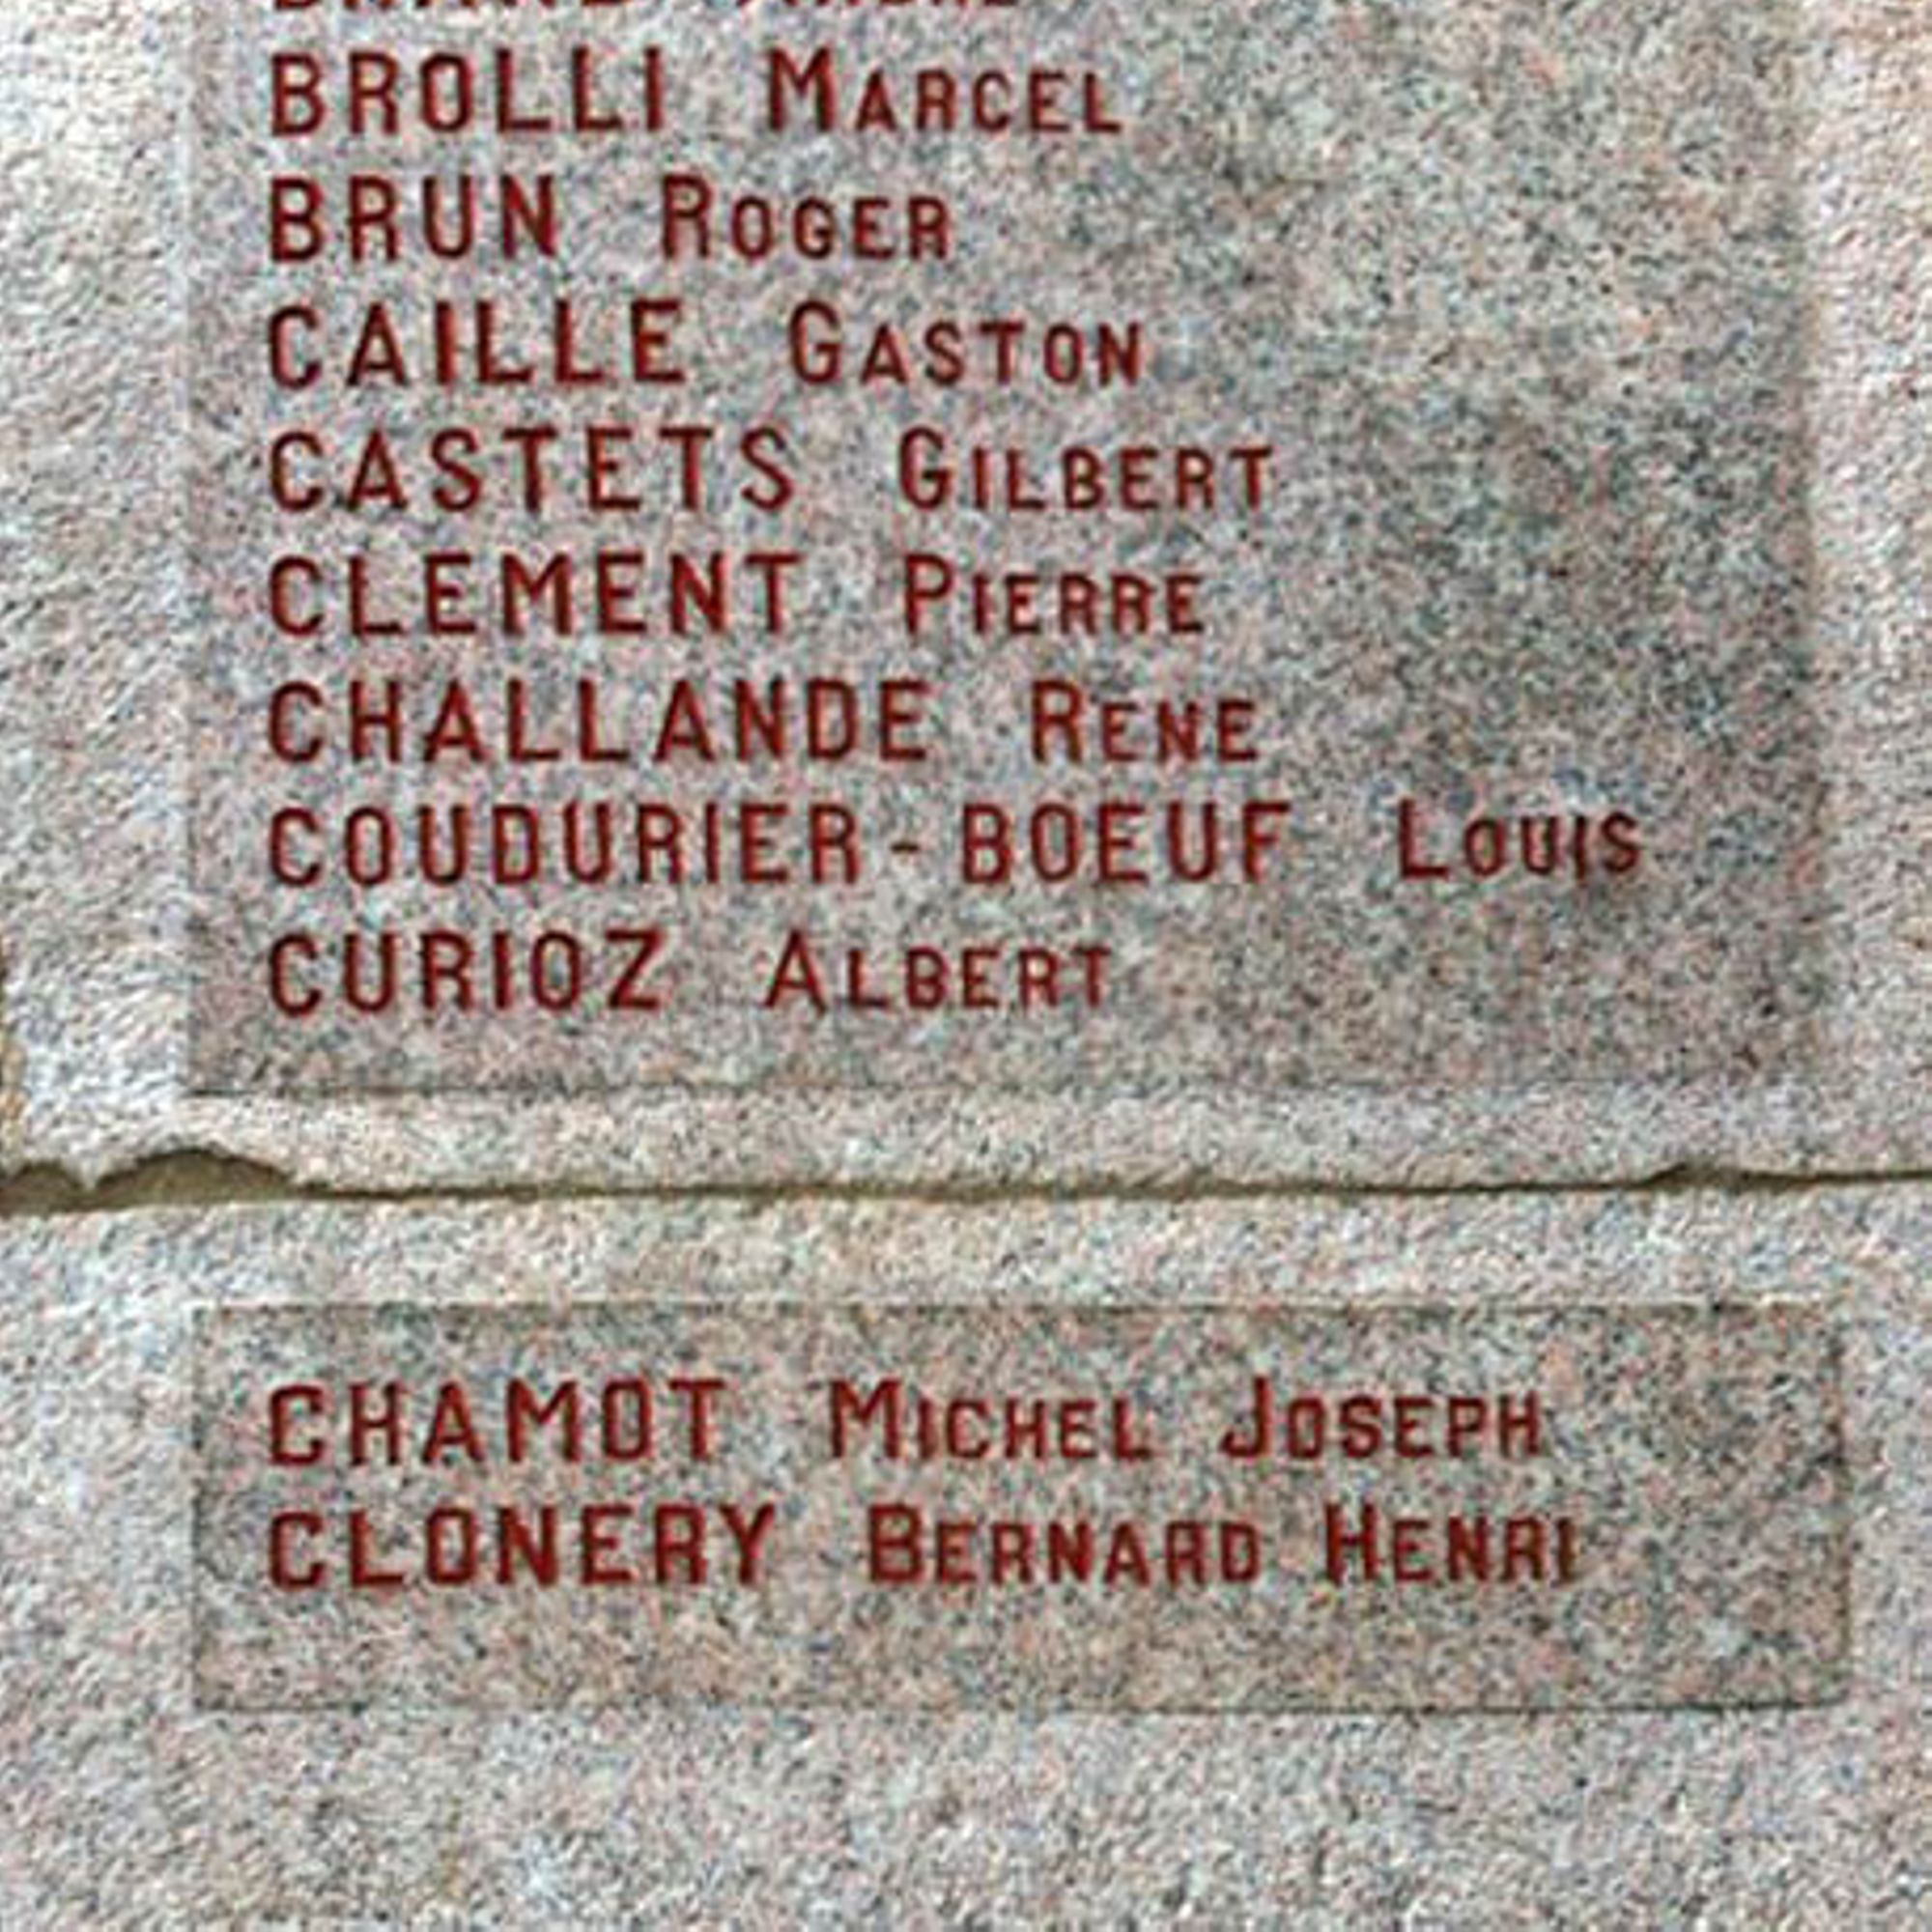 BROLLI MARCEL
BRUN ROGER
CAILLE GASTON
CASTETS GILBERT
CLEMENT PIERRE
CHALLANDE RENE
COUDURIER-BOEUF LOUIS
CURIOZ ALBERT
CHAMOT MICHEL JOSEPH
CLONERY BERNARD HENRI